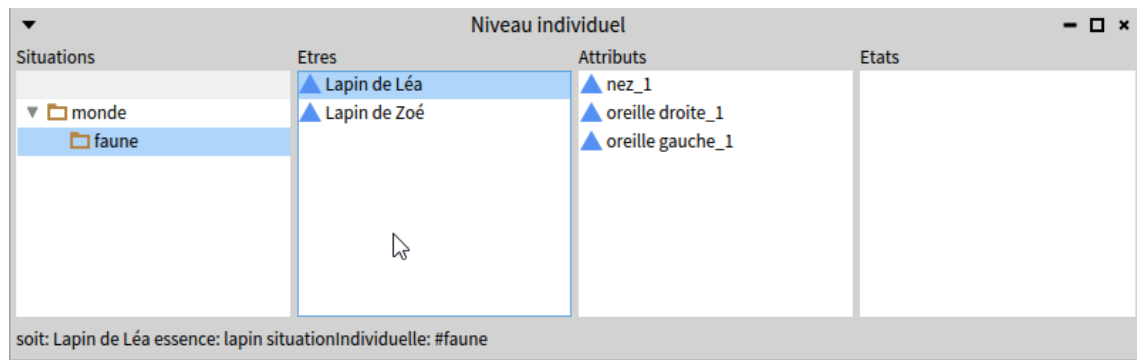 Niveau individuel
Situations Etres Attributs Etats
Lapin de Léa nez_1
monde Lapin de Zoé oreille droite_1
faune oreille gauche_1
soit: Lapin de Léa essence: lapin situationIndividuelle: #faune